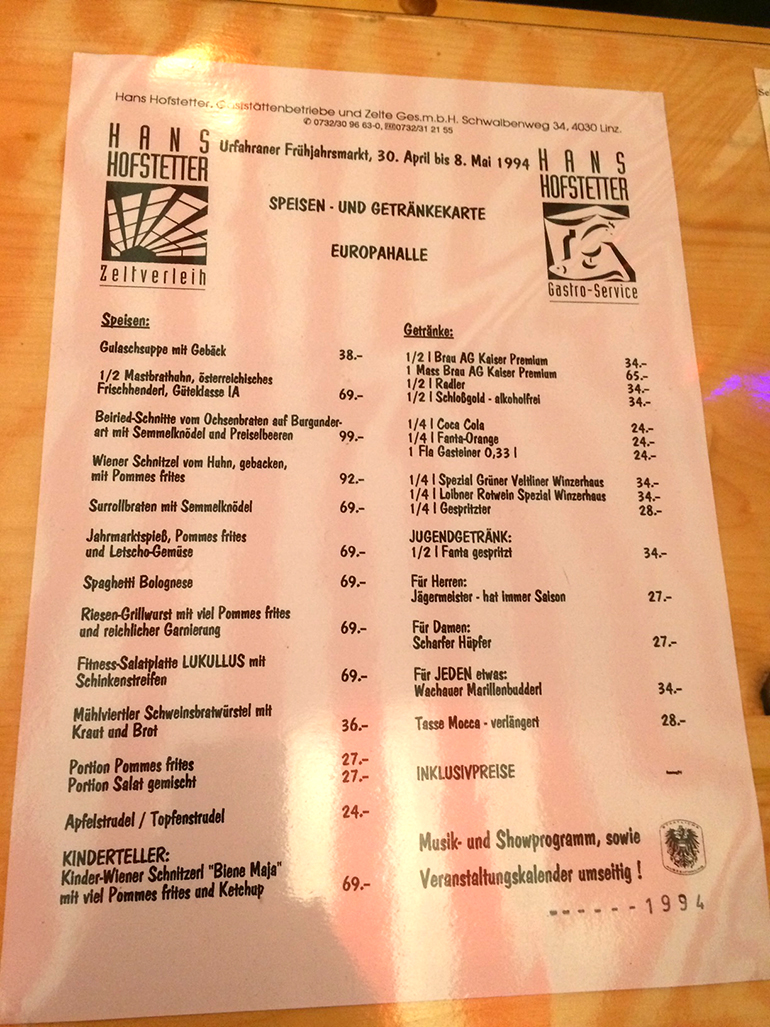 Hans Hofstetter, Gaststättenbetriebe und Zelte Ges.m.b.H. Schwalbenweg 34, 4030 Linz.
✆ 0732/30 96 63-0, 0732/31 21 55
HANS
HOFSTETTER
Zeltverleih
Urfahraner Frühjahrsmarkt, 30. April bis 8. Mai 1994
HANS
HOFSTETTER
Gastro-Service
SPEISEN - UND GETRÄNKEKARTE
EUROPAHALLE
Speisen:
Gulaschsuppe mit Gebäck 38.-
1/2 Mastbrathuhn, österreichisches
Frischhenderl, Güteklasse IA 69.-
Beiried-Schnitte vom Ochsenbraten auf Burgunder-
art mit Semmelknödel und Preiselbeeren 99.-
Wiener Schnitzel vom Huhn, gebacken,
mit Pommes frites 92.-
Surrollbraten mit Semmelknödel 69.-
Jahrmarktspieß, Pommes frites
und Letscho-Gemüse 69.-
Spaghetti Bolognese 69.-
Riesen-Grillwurst mit viel Pommes frites
und reichlicher Garnierung 69.-
Fitness-Salatplatte LUKULLUS mit
Schinkenstreifen 69.-
Mühlviertler Schweinsbratwürstel mit
Kraut und Brot 36.-
Portion Pommes frites 27.-
Portion Salat gemischt 27.-
Apfelstrudel / Topfenstrudel 24.-
KINDERTELLER:
Kinder-Wiener Schnitzerl "Biene Maja"
mit viel Pommes frites und Ketchup 69.-
Getränke:
1/2 l Brau AG Kaiser Premium 34.-
1 Mass Brau AG Kaiser Premium 65.-
1/2 l Radler 34.-
1/2 l Schloßgold - alkoholfrei 34.-
1/4 l Coca Cola 24.-
1/4 l Fanta-Orange 24.-
1 Fla Gasteiner 0,33 l 24.-
1/4 l Spezial Grüner Veltliner Winzerhaus 34.-
1/4 l Loibner Rotwein Spezial Winzerhaus 34.-
1/4 l Gespritzter 28.-
JUGENDGETRÄNK:
1/2 l Fanta gespritzt 34.-
Für Herren:
Jägermeister - hat immer Saison 27.-
Für Damen:
Scharfer Hüpfer 27.-
Für JEDEN etwas:
Wachauer Marillenbudderl 34.-
Tasse Mocca - verlängert 28.-
INKLUSIVPREISE
Musik- und Showprogramm, sowie
Veranstaltungskalender umseitig !
------1994